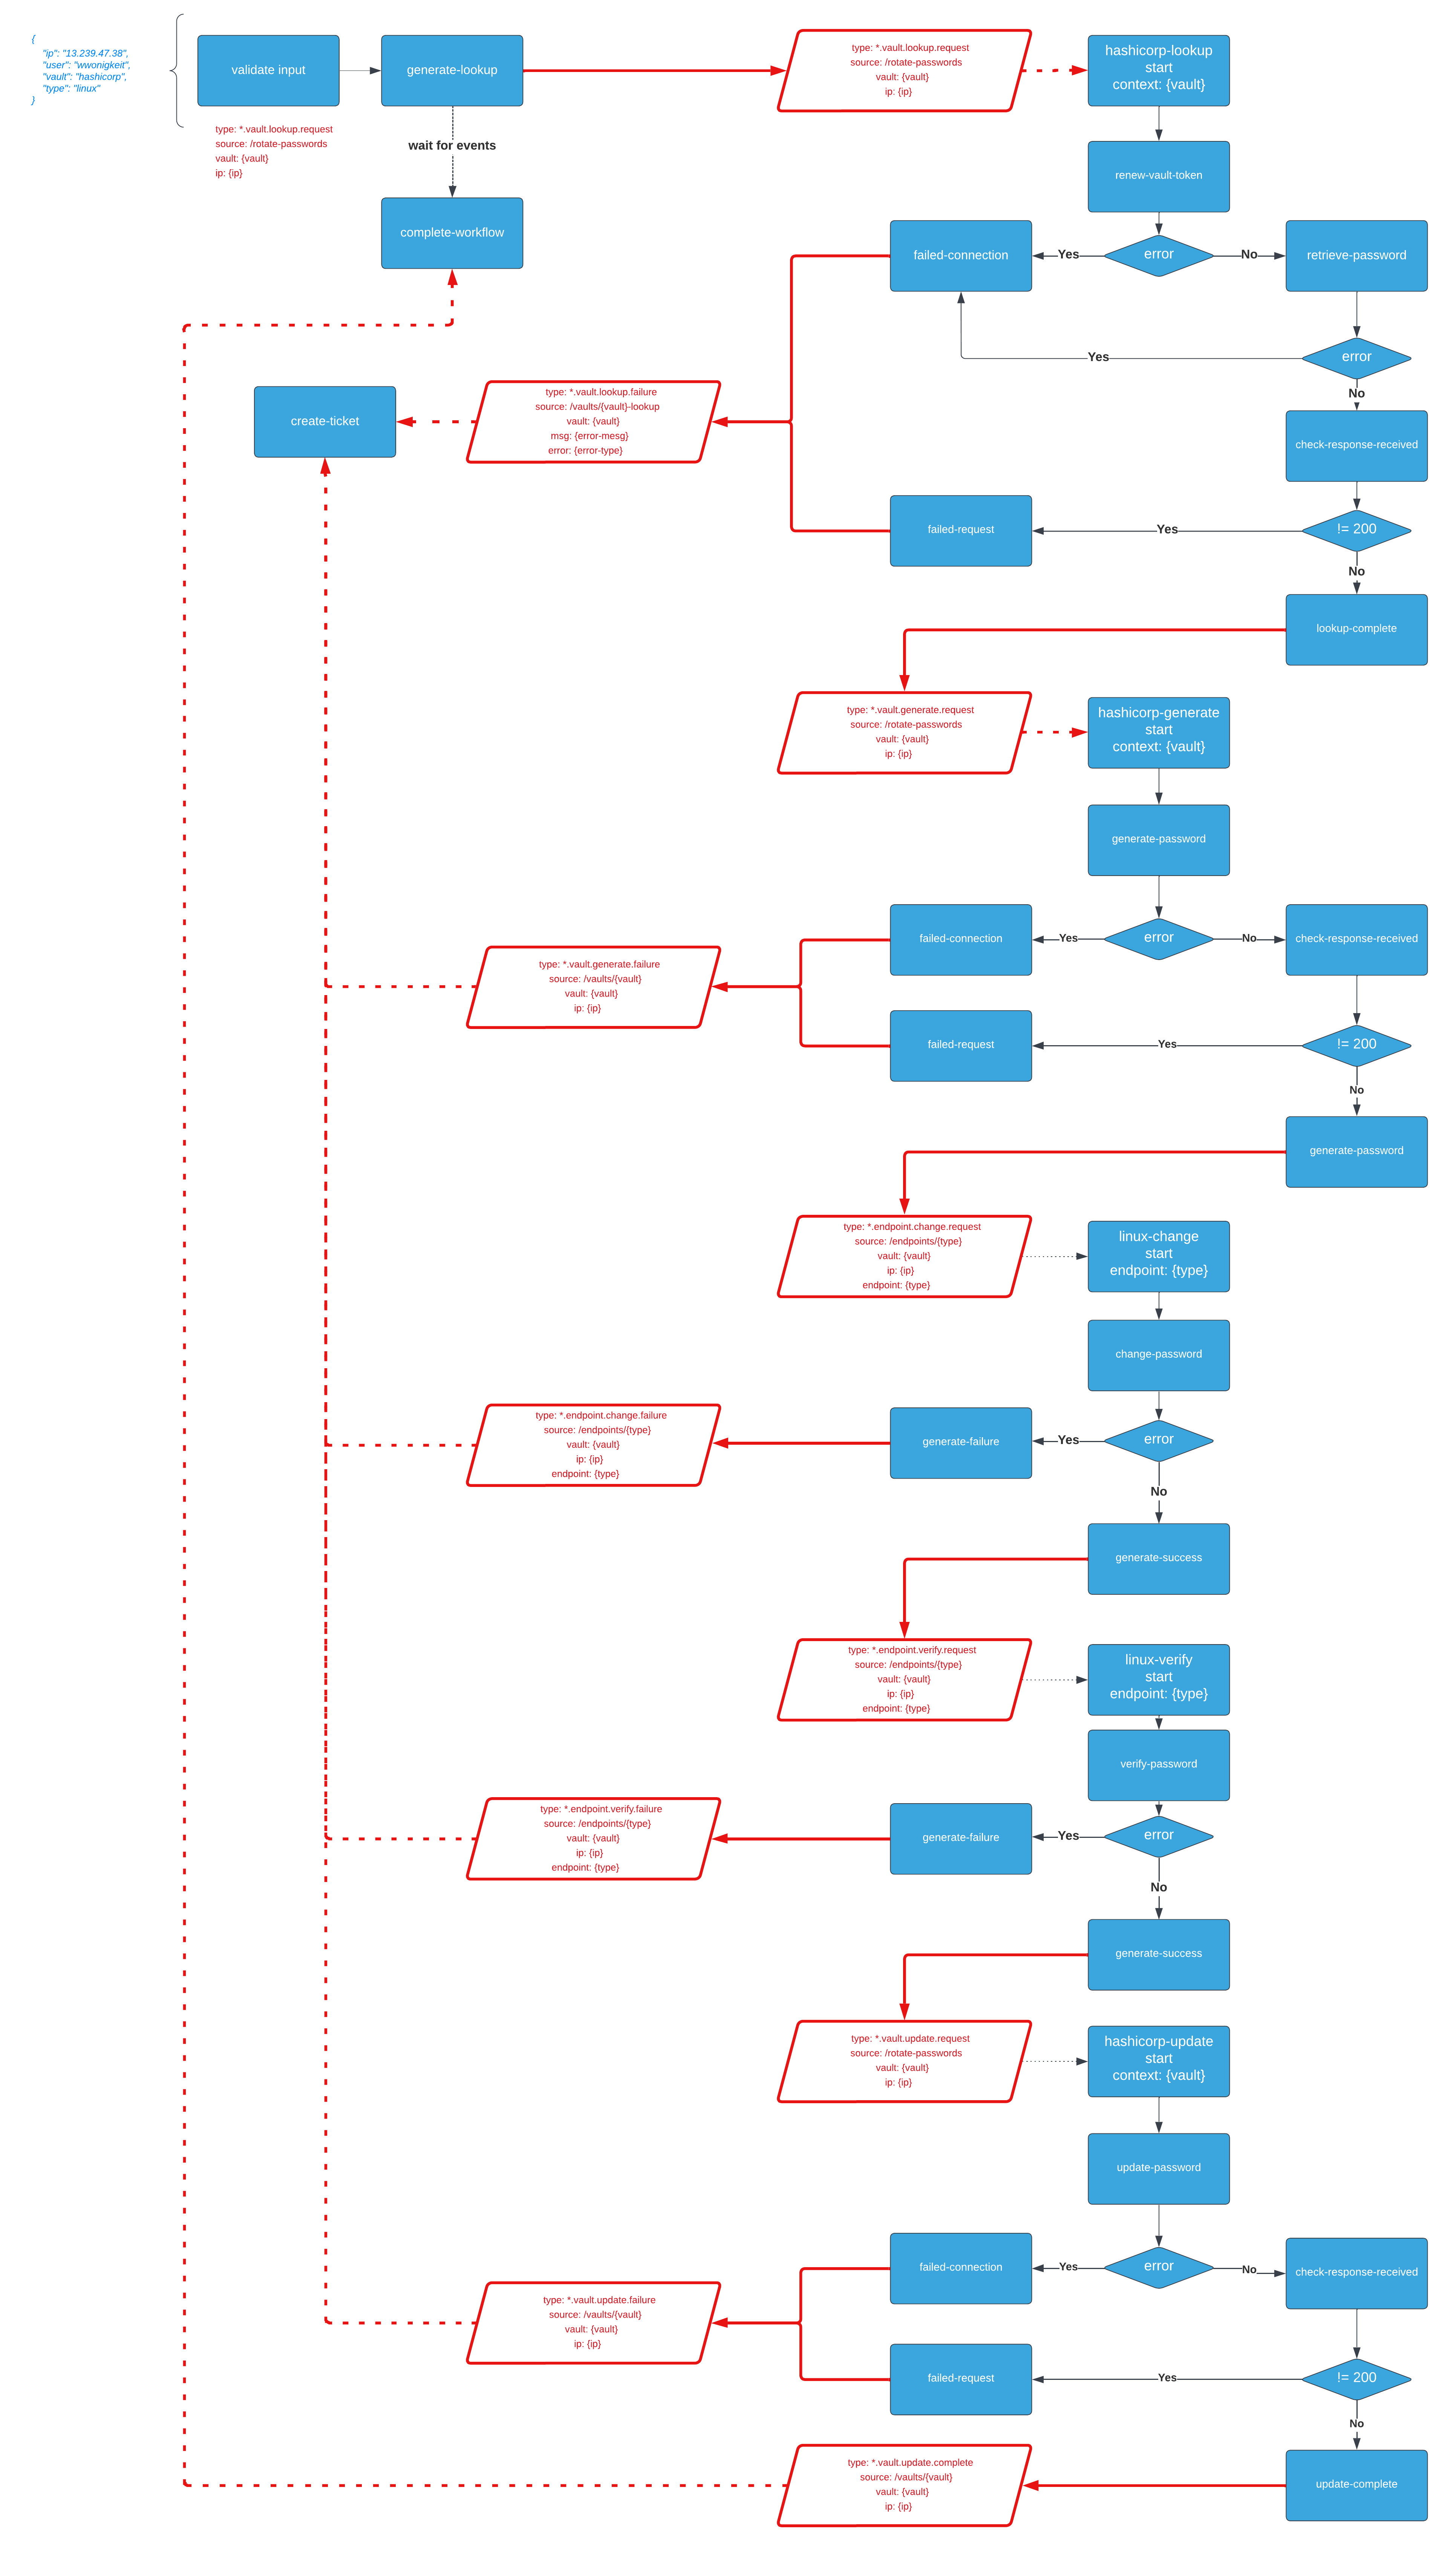 {
"ip": "13.239.47.38",
"user": "wwonigkeit",
"vault": "hashicorp",
"type": "linux"
}
validate input
generate-lookup
type: *.vault.lookup.request
source: /rotate-passwords
vault: {vault}
ip: {ip}
hashicorp-lookup
start
context: {vault}
type: *.vault.lookup.request
source: /rotate-passwords
vault: {vault}
ip: {ip}
wait for events
renew-vault-token
complete-workflow
failed-connection
Yes
error
No
retrieve-password
Yes
error
No
create-ticket
type: *.vault.lookup.failure
source: /vaults/{vault}-lookup
vault: {vault}
msg: {error-mesg}
error: {error-type}
check-response-received
failed-request
Yes
!= 200
No
lookup-complete
type: *.vault.generate.request
source: /rotate-passwords
vault: {vault}
ip: {ip}
hashicorp-generate
start
context: {vault}
generate-password
failed-connection
Yes
error
No
check-response-received
type: *.vault.generate.failure
source: /vaults/{vault}
vault: {vault}
ip: {ip}
failed-request
Yes
!= 200
No
generate-password
type: *.endpoint.change.request
source: /endpoints/{type}
vault: {vault}
ip: {ip}
endpoint: {type}
linux-change
start
endpoint: {type}
change-password
type: *.endpoint.change.failure
source: /endpoints/{type}
vault: {vault}
ip: {ip}
endpoint: {type}
generate-failure
Yes
error
No
generate-success
type: *.endpoint.verify.request
source: /endpoints/{type}
vault: {vault}
ip: {ip}
endpoint: {type}
linux-verify
start
endpoint: {type}
verify-password
type: *.endpoint.verify.failure
source: /endpoints/{type}
vault: {vault}
ip: {ip}
endpoint: {type}
generate-failure
Yes
error
No
generate-success
type: *.vault.update.request
source: /rotate-passwords
vault: {vault}
ip: {ip}
hashicorp-update
start
context: {vault}
update-password
failed-connection
Yes
error
No
check-response-received
type: *.vault.update.failure
source: /vaults/{vault}
vault: {vault}
ip: {ip}
failed-request
Yes
!= 200
No
type: *.vault.update.complete
source: /vaults/{vault}
vault: {vault}
ip: {ip}
update-complete